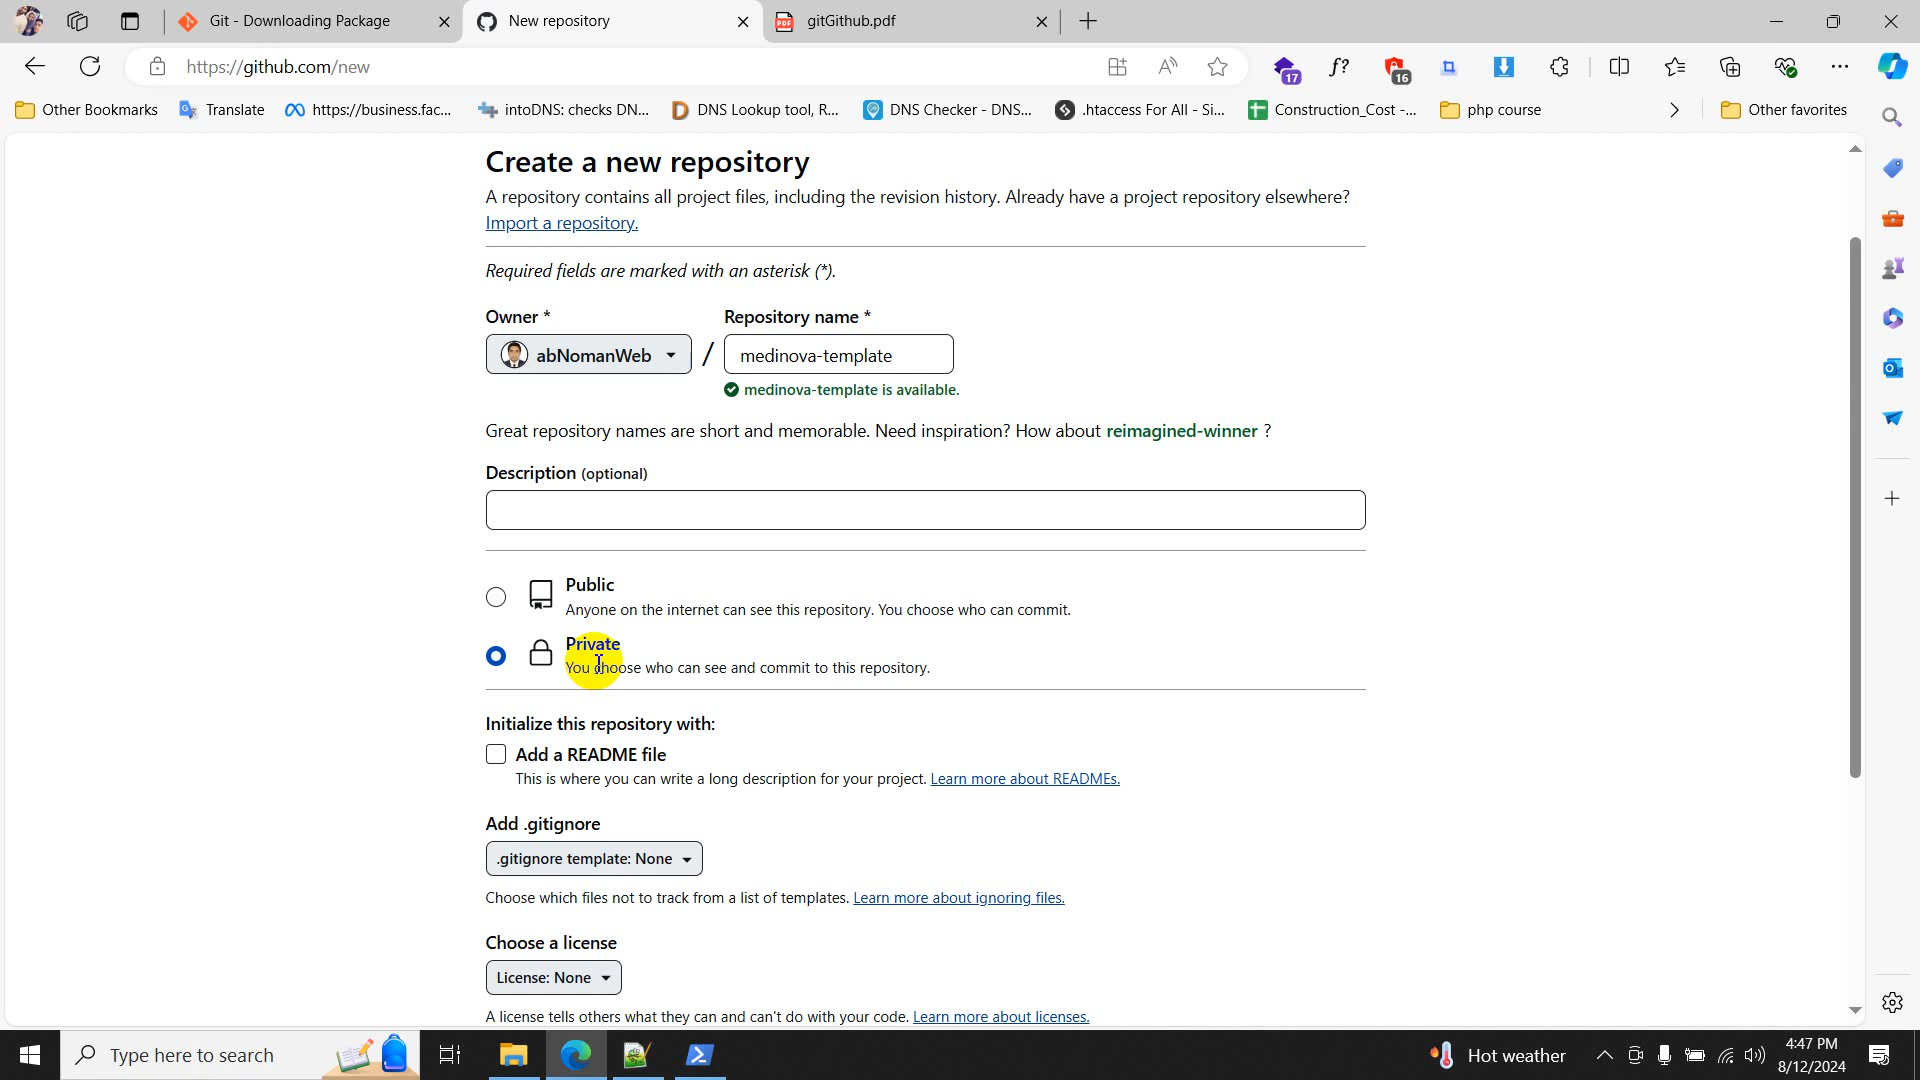 Git - Downloading Package
New repository
gitGithub.pdf
https://github.com/new
17
16
Other Bookmarks
Translate
https://business.fac...
intoDNS: checks DN...
DNS Lookup tool, R...
DNS Checker - DNS...
.htaccess For All - Si...
Construction_Cost -...
php course
Other favorites
Create a new repository
A repository contains all project files, including the revision history. Already have a project repository elsewhere?
Import a repository.
Required fields are marked with an asterisk (*).
Owner *
Repository name *
abNomanWeb
/
medinova-template
medinova-template is available.
Great repository names are short and memorable. Need inspiration? How about reimagined-winner ?
Description (optional)
Public
Anyone on the internet can see this repository. You choose who can commit.
Private
You choose who can see and commit to this repository.
Initialize this repository with:
Add a README file
This is where you can write a long description for your project. Learn more about READMEs.
Add .gitignore
.gitignore template: None
Choose which files not to track from a list of templates. Learn more about ignoring files.
Choose a license
License: None
A license tells others what they can and can't do with your code. Learn more about licenses.
Type here to search
Hot weather
4:47 PM
8/12/2024